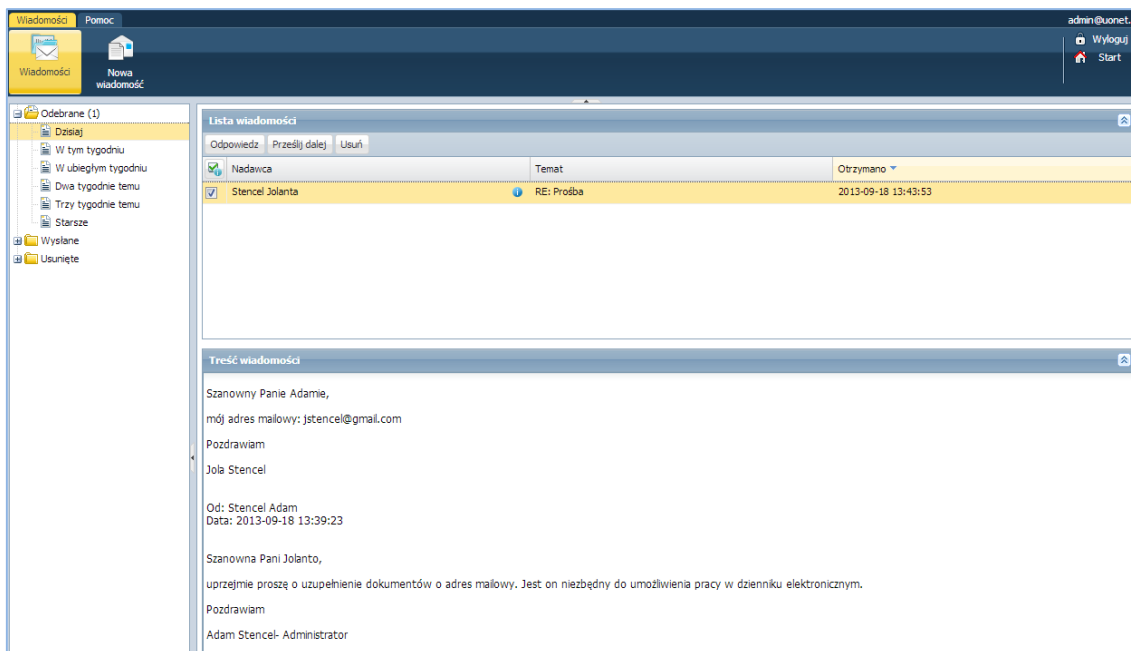 Wiadomości Pomoc admin@uonet.
Wyloguj
Start
Wiadomości
Nowa
wiadomość
Odebrane (1)
Dzisiaj
W tym tygodniu
W ubiegłym tygodniu
Dwa tygodnie temu
Trzy tygodnie temu
Starsze
Wysłane
Usunięte
Lista wiadomości
Odpowiedz Prześlij dalej Usuń
Nadawca Temat Otrzymano
Stencel Jolanta RE: Prośba 2013-09-18 13:43:53
Treść wiadomości
Szanowny Panie Adamie,
mój adres mailowy: jstencel@gmail.com
Pozdrawiam
Jola Stencel
Od: Stencel Adam
Data: 2013-09-18 13:39:23
Szanowna Pani Jolanto,
uprzejmie proszę o uzupełnienie dokumentów o adres mailowy. Jest on niezbędny do umożliwienia pracy w dzienniku elektronicznym.
Pozdrawiam
Adam Stencel- Administrator